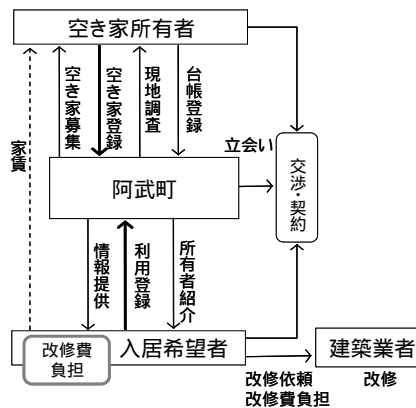 空き家所有者
家賃
空き家募集
空き家登録
現地調査
台帳登録
立会い
交渉・契約
阿武町
情報提供
利用登録
所有者紹介
改修費
負担
入居希望者
建築業者
改修依頼
改修費負担
改修